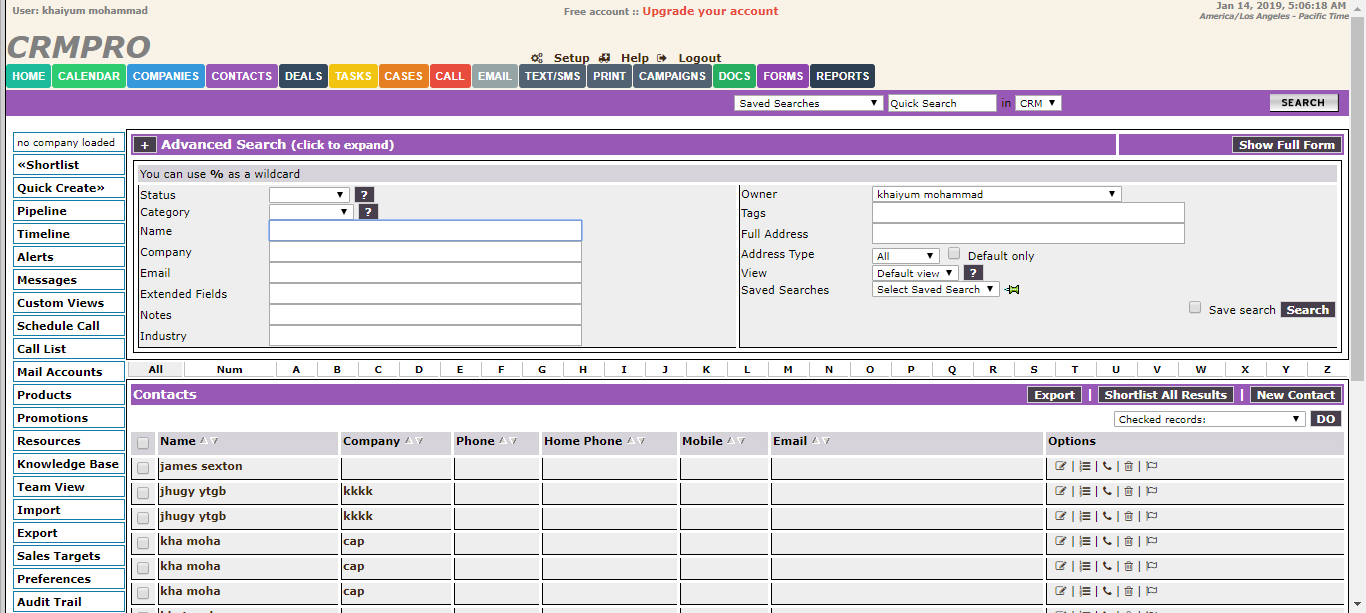 User: khaiyum mohammad
Free account :: Upgrade your account
Jan 14, 2019, 5:06:18 AM
America/Los Angeles - Pacific Time
CRMPRO
Setup Help Logout
HOME CALENDAR COMPANIES CONTACTS DEALS TASKS CASES CALL EMAIL TEXT/SMS PRINT CAMPAIGNS DOCS FORMS REPORTS
Saved Searches Quick Search in CRM SEARCH
no company loaded
«Shortlist
Quick Create»
Pipeline
Timeline
Alerts
Messages
Custom Views
Schedule Call
Call List
Mail Accounts
Products
Promotions
Resources
Knowledge Base
Team View
Import
Export
Sales Targets
Preferences
Audit Trail
+ Advanced Search (click to expand) Show Full Form
You can use % as a wildcard
Status ?
Category ?
Name
Company
Email
Extended Fields
Notes
Industry
Owner khaiyum mohammad
Tags
Full Address
Address Type All Default only
View Default view ?
Saved Searches Select Saved Search
Save search Search
All Num A B C D E F G H I J K L M N O P Q R S T U V W X Y Z
Contacts Export | Shortlist All Results | New Contact
Checked records: DO
Name Company Phone Home Phone Mobile Email Options
james sexton | | | |
jhugy ytgb kkkk | | | |
jhugy ytgb kkkk | | | |
kha moha cap | | | |
kha moha cap | | | |
kha moha cap | | | |